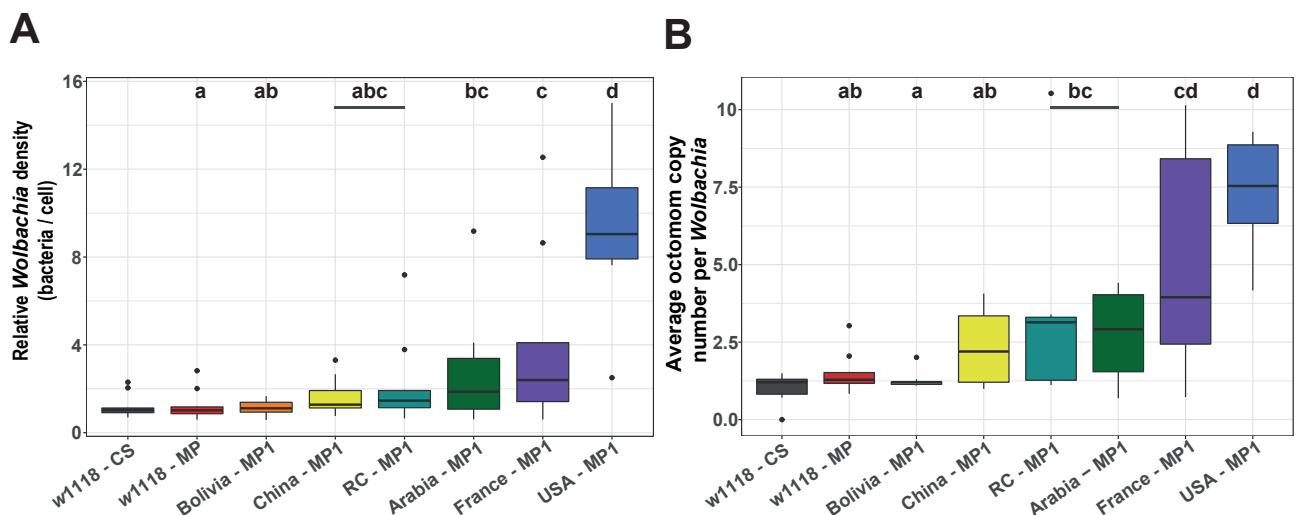 A
Relative Wolbachia density
(bacteria / cell)
16
12
8
4
0
a
ab
abc
bc
c
d
w1118 - CS
w1118 - MP
Bolivia - MP1
China - MP1
RC - MP1
Arabia - MP1
France - MP1
USA - MP1
B
Average octomom copy
number per Wolbachia
10
7.5
5.0
2.5
0.0
ab
a
ab
bc
cd
d
w1118 - CS
w1118 - MP
Bolivia - MP1
China - MP1
RC - MP1
Arabia – MP1
France - MP1
USA - MP1